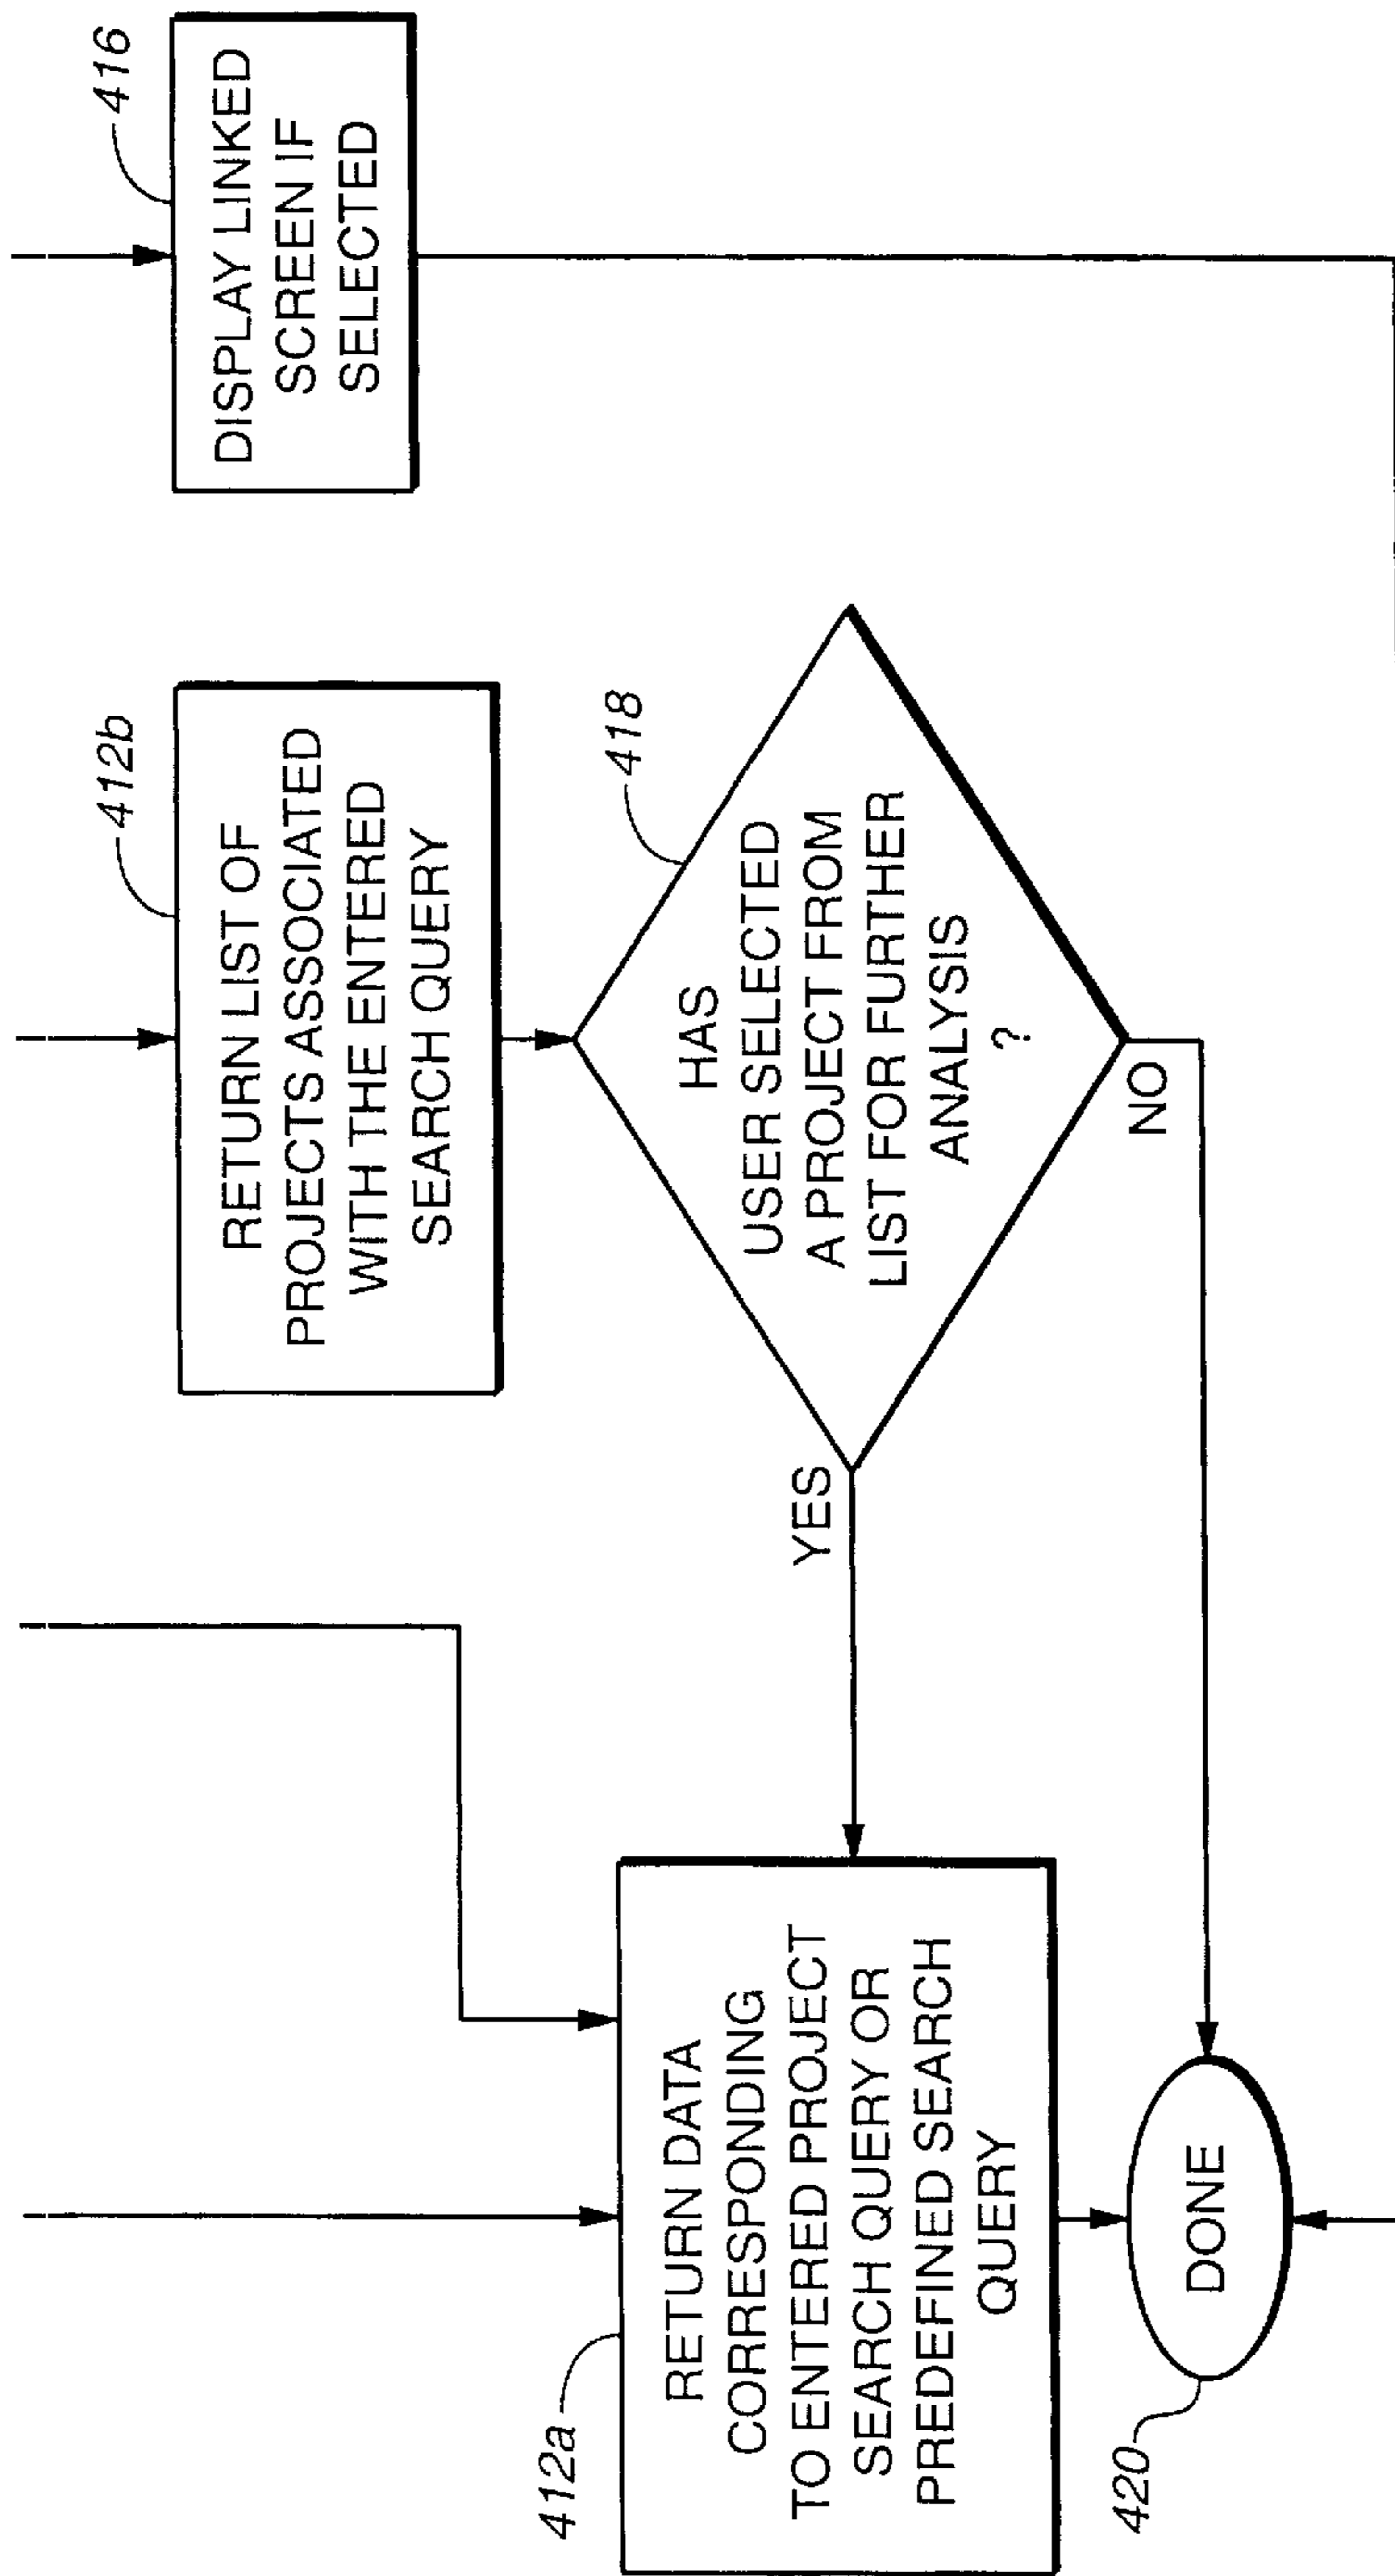 416
DISPLAY LINKED
SCREEN IF
SELECTED
412b
RETURN LIST OF
PROJECTS ASSOCIATED
WITH THE ENTERED
SEARCH QUERY
418
HAS
USER SELECTED
A PROJECT FROM
LIST FOR FURTHER
ANALYSIS
?
YES
NO
412a
RETURN DATA
CORRESPONDING
TO ENTERED PROJECT
SEARCH QUERY OR
PREDEFINED SEARCH
QUERY
DONE
420